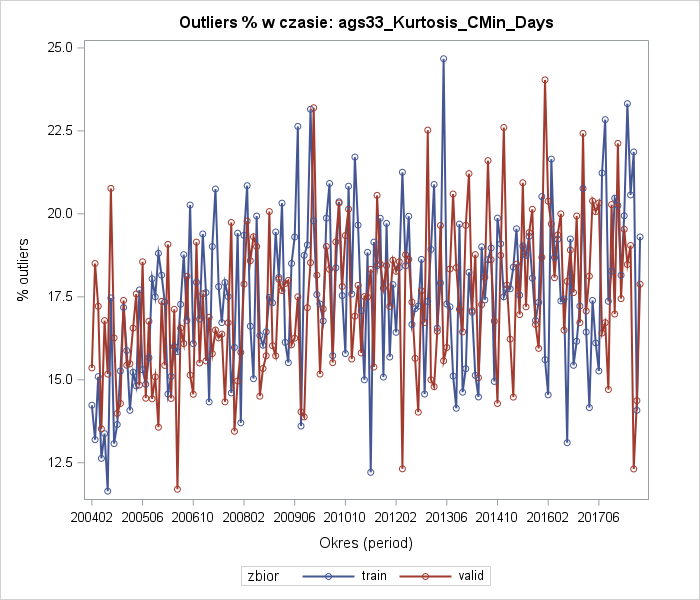 Outliers % w czasie: ags33_Kurtosis_CMin_Days
25.0
22.5
20.0
17.5
15.0
12.5
% outliers
200402 200506 200610 200802 200906 201010 201202 201306 201410 201602 201706
Okres (period)
zbior train valid